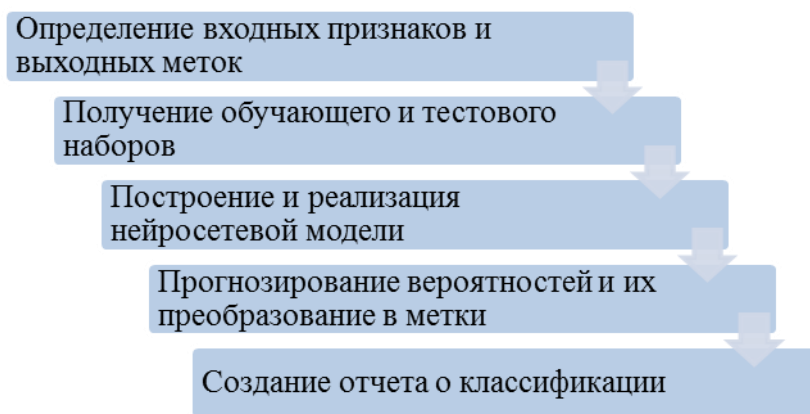 Определение входных признаков и
выходных меток
Получение обучающего и тестового
наборов
Построение и реализация
нейросетевой модели
Прогнозирование вероятностей и их
преобразование в метки
Создание отчета о классификации